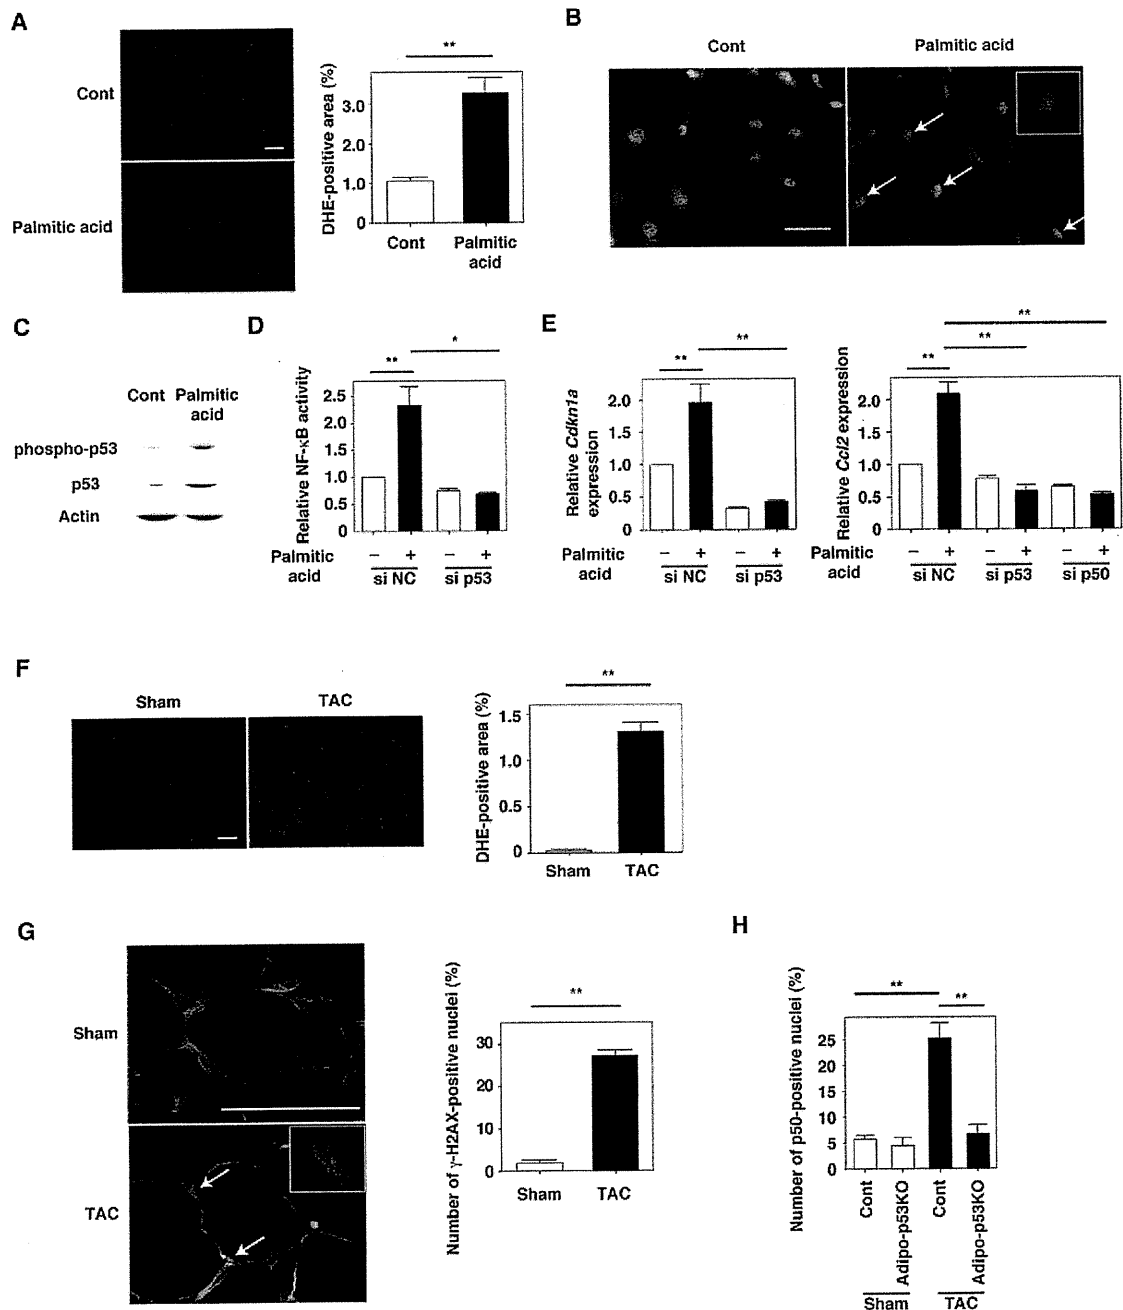 A
Cont
Palmitic acid
DHE-positive area (%)
3.0
2.0
1.0
0
**
Cont
Palmitic
acid
B
Cont
Palmitic acid
C
Cont Palmitic
acid
phospho-p53
p53
Actin
D
Relative NF-κB activity
2.5
2.0
1.5
1.0
0.5
0
**
*
Palmitic
acid
− + − +
si NC si p53
E
Relative Cdkn1a
expression
2.0
1.0
0.5
0
**
**
Palmitic
acid
− + − +
si NC si p53
Relative Ccl2 expression
2.0
1.0
0.5
0
**
**
**
Palmitic
acid
− + − + − +
si NC si p53 si p50
F
Sham
TAC
DHE-positive area (%)
1.5
1.0
0.5
0
**
Sham TAC
G
Sham
TAC
Number of γ-H2AX-positive nuclei (%)
30
20
10
0
**
Sham TAC
H
Number of p50-positive nuclei (%)
25
20
15
10
5
0
**
**
Cont
Adipo-p53KO
Cont
Adipo-p53KO
Sham TAC